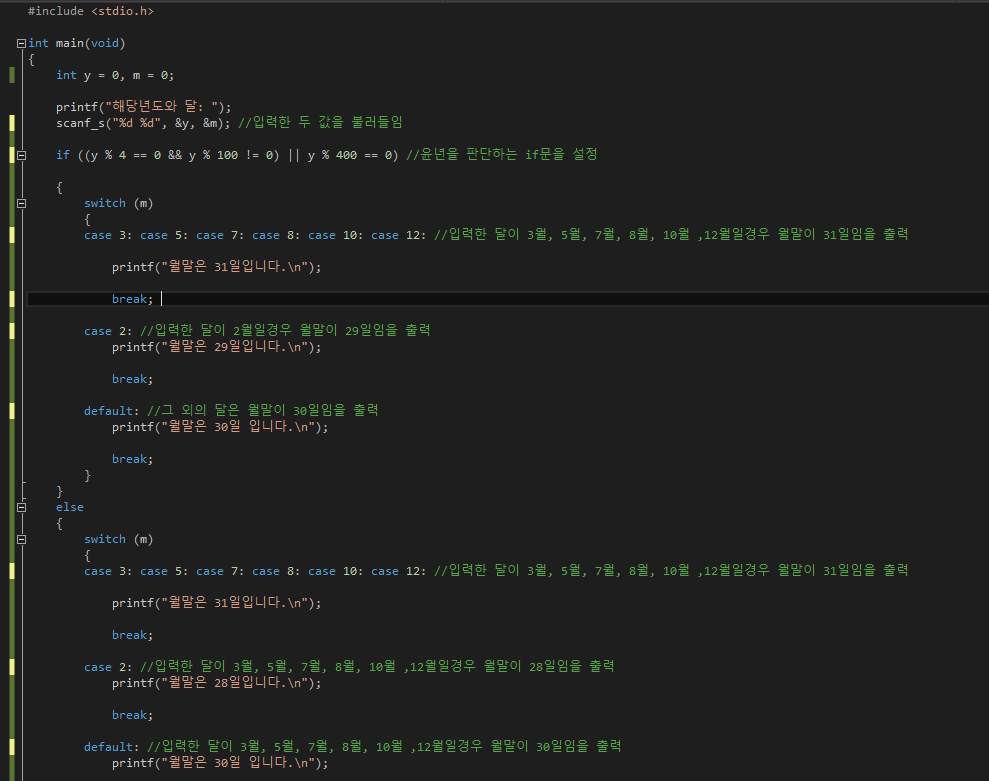 #include <stdio.h>
int main(void)
{
int y = 0, m = 0;
printf("해당년도와 달: ");
scanf_s("%d %d", &y, &m); //입력한 두 값을 불러들임
if ((y % 4 == 0 && y % 100 != 0) || y % 400 == 0) //윤년을 판단하는 if문을 설정
{
switch (m)
{
case 3: case 5: case 7: case 8: case 10: case 12: //입력한 달이 3월, 5월, 7월, 8월, 10월 ,12월일경우 월말이 31일임을 출력
printf("월말은 31일입니다.\n");
break;
case 2: //입력한 달이 2월일경우 월말이 29일임을 출력
printf("월말은 29일입니다.\n");
break;
default: //그 외의 달은 월말이 30일임을 출력
printf("월말은 30일 입니다.\n");
break;
}
}
else
{
switch (m)
{
case 3: case 5: case 7: case 8: case 10: case 12: //입력한 달이 3월, 5월, 7월, 8월, 10월 ,12월일경우 월말이 31일임을 출력
printf("월말은 31일입니다.\n");
break;
case 2: //입력한 달이 3월, 5월, 7월, 8월, 10월 ,12월일경우 월말이 28일임을 출력
printf("월말은 28일입니다.\n");
break;
default: //입력한 달이 3월, 5월, 7월, 8월, 10월 ,12월일경우 월말이 30일임을 출력
printf("월말은 30일 입니다.\n");